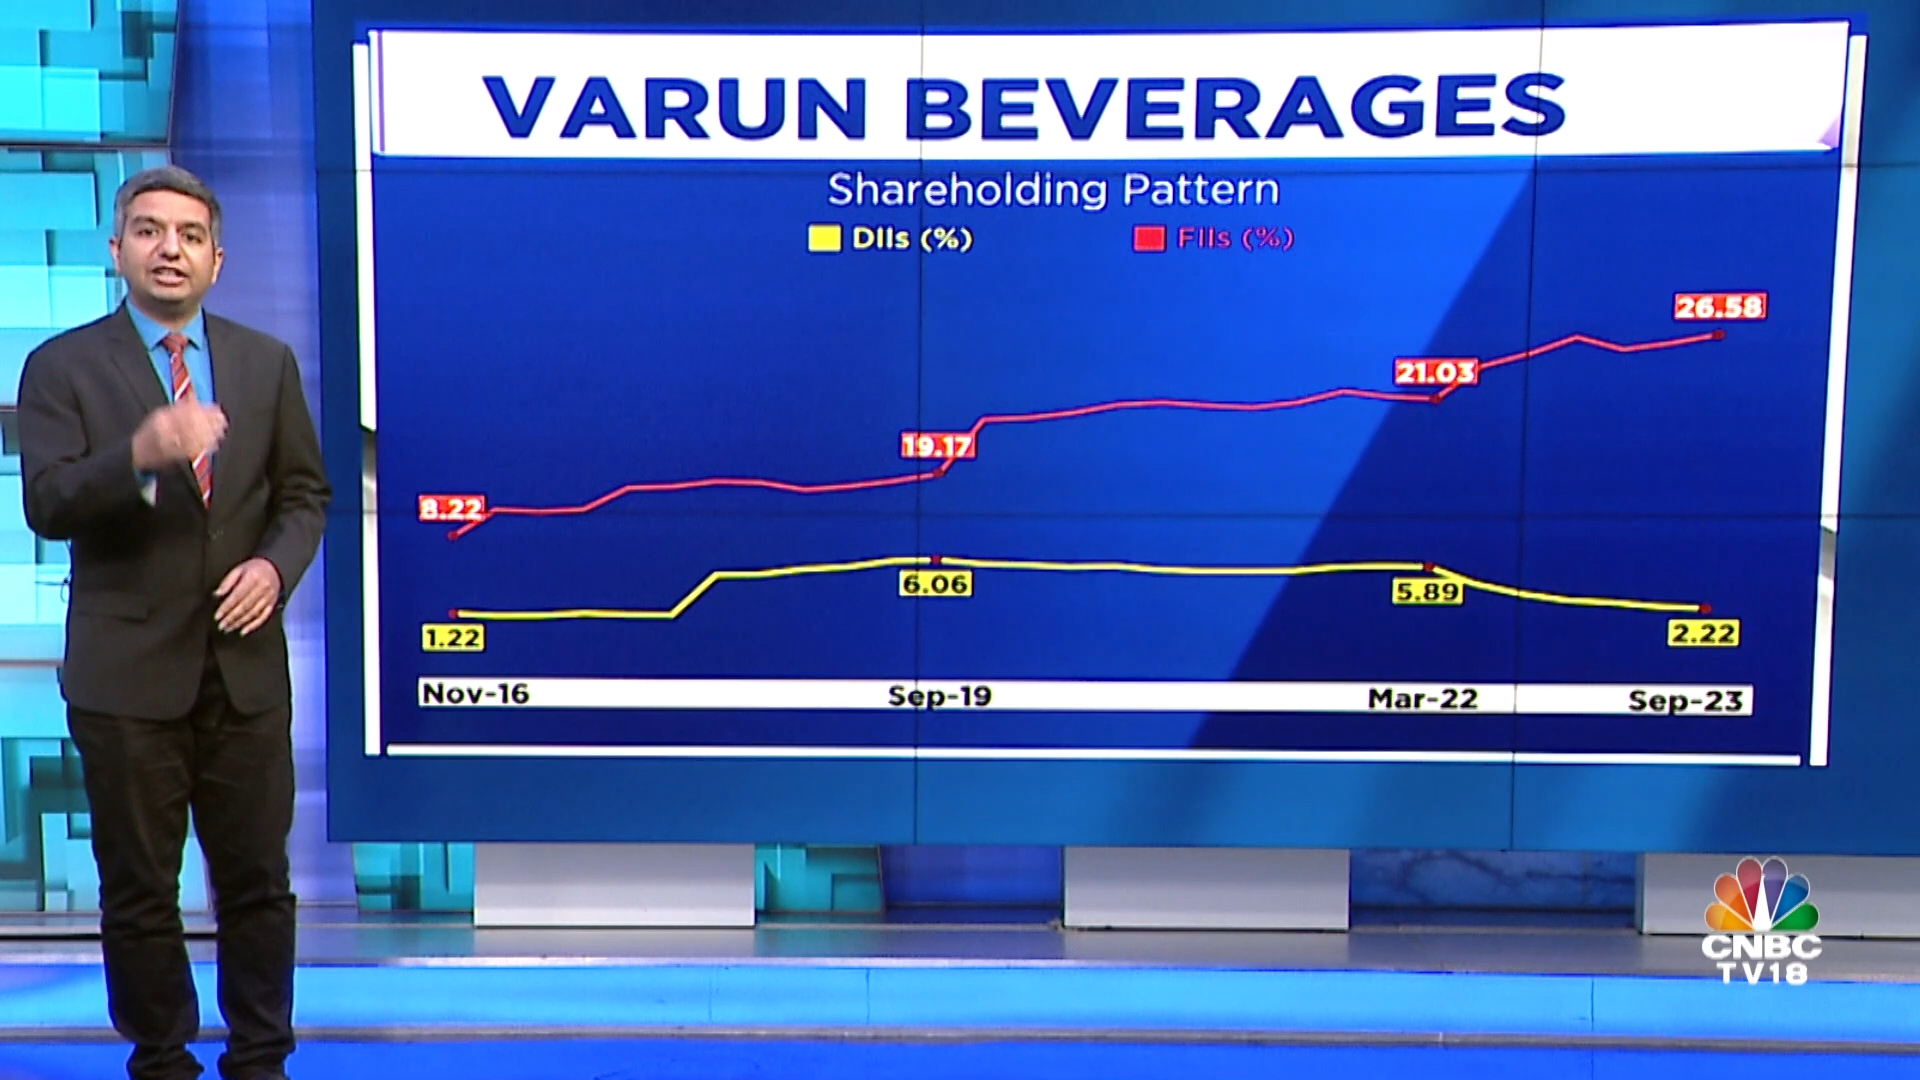 VARUN BEVERAGES
Shareholding Pattern
DIIs (%) FIIs (%)
26.58
21.03
19.17
8.22
6.06
5.89
1.22
2.22
Nov-16 Sep-19 Mar-22 Sep-23
CNBC
TV18